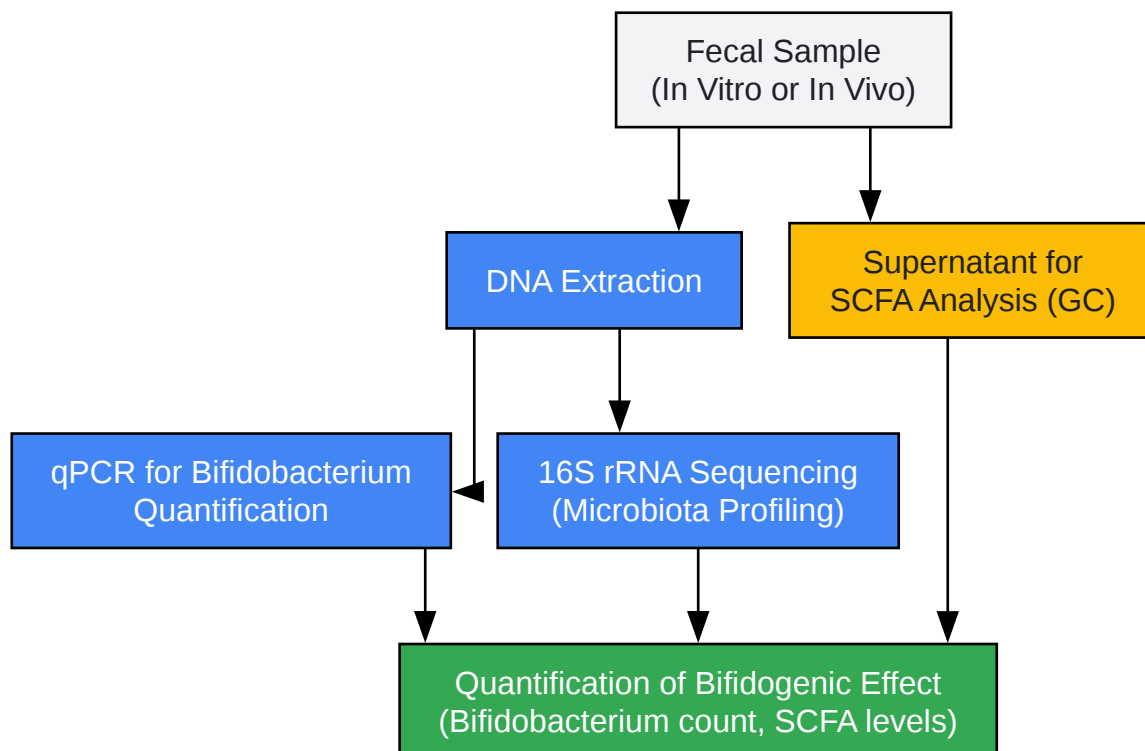 Fecal Sample
(In Vitro or In Vivo)
DNA Extraction
Supernatant for
SCFA Analysis (GC)
qPCR for Bifidobacterium
Quantification
16S rRNA Sequencing
(Microbiota Profiling)
Quantification of Bifidogenic Effect
(Bifidobacterium count, SCFA levels)